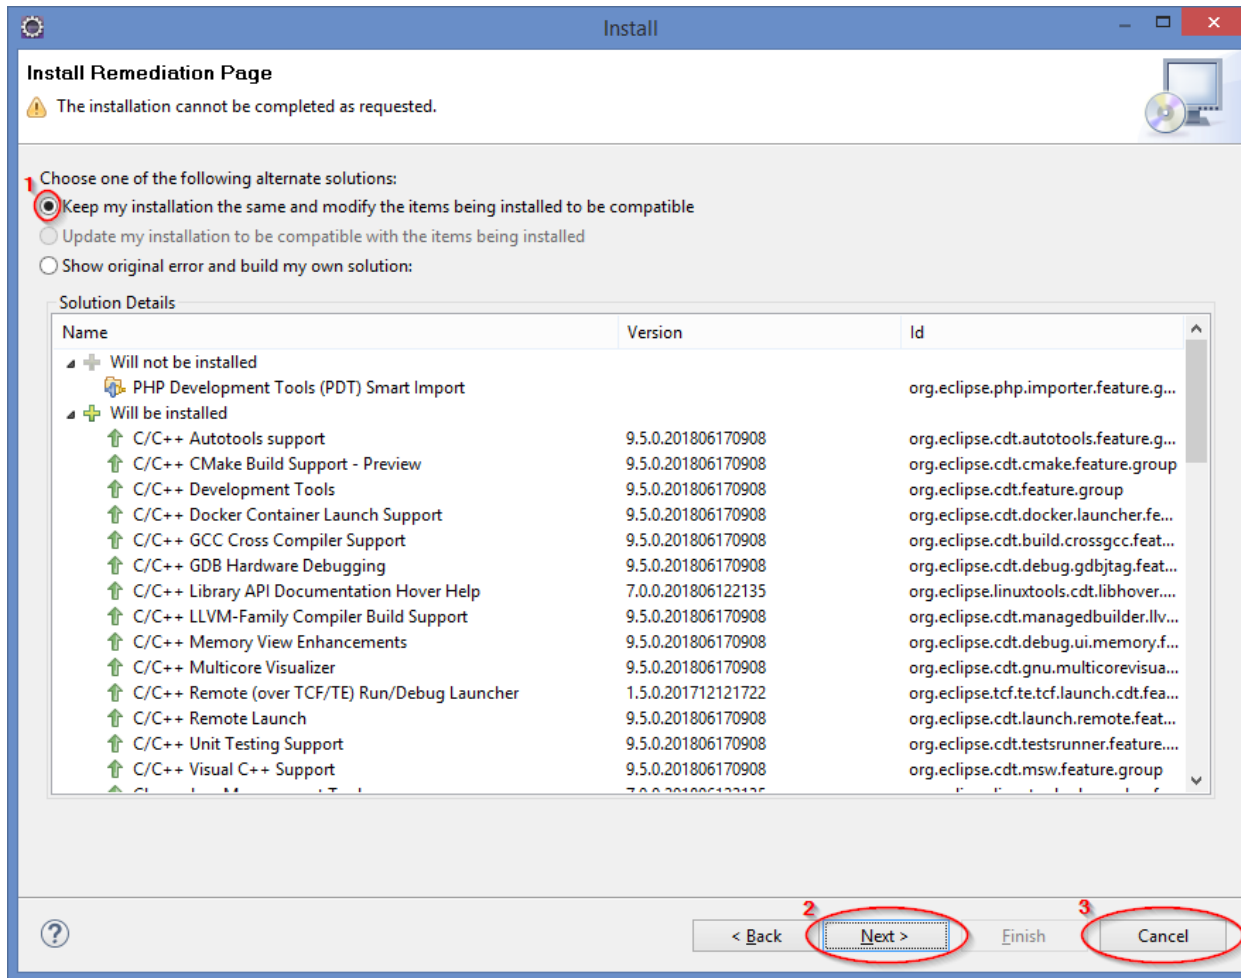 Install
Install Remediation Page
The installation cannot be completed as requested.
Choose one of the following alternate solutions:
1
Keep my installation the same and modify the items being installed to be compatible
Update my installation to be compatible with the items being installed
Show original error and build my own solution:
Solution Details
Name Version Id
Will not be installed
PHP Development Tools (PDT) Smart Import org.eclipse.php.importer.feature.g...
Will be installed
C/C++ Autotools support 9.5.0.201806170908 org.eclipse.cdt.autotools.feature.g...
C/C++ CMake Build Support - Preview 9.5.0.201806170908 org.eclipse.cdt.cmake.feature.group
C/C++ Development Tools 9.5.0.201806170908 org.eclipse.cdt.feature.group
C/C++ Docker Container Launch Support 9.5.0.201806170908 org.eclipse.cdt.docker.launcher.fe...
C/C++ GCC Cross Compiler Support 9.5.0.201806170908 org.eclipse.cdt.build.crossgcc.feat...
C/C++ GDB Hardware Debugging 9.5.0.201806170908 org.eclipse.cdt.debug.gdbjtag.feat...
C/C++ Library API Documentation Hover Help 7.0.0.201806122135 org.eclipse.linuxtools.cdt.libhover....
C/C++ LLVM-Family Compiler Build Support 9.5.0.201806170908 org.eclipse.cdt.managedbuilder.llv...
C/C++ Memory View Enhancements 9.5.0.201806170908 org.eclipse.cdt.debug.ui.memory.f...
C/C++ Multicore Visualizer 9.5.0.201806170908 org.eclipse.cdt.gnu.multicorevisua...
C/C++ Remote (over TCF/TE) Run/Debug Launcher 1.5.0.201712121722 org.eclipse.tcf.te.tcf.launch.cdt.fea...
C/C++ Remote Launch 9.5.0.201806170908 org.eclipse.cdt.launch.remote.feat...
C/C++ Unit Testing Support 9.5.0.201806170908 org.eclipse.cdt.testsrunner.feature....
C/C++ Visual C++ Support 9.5.0.201806170908 org.eclipse.cdt.msw.feature.group
2 3
< Back Next > Finish Cancel